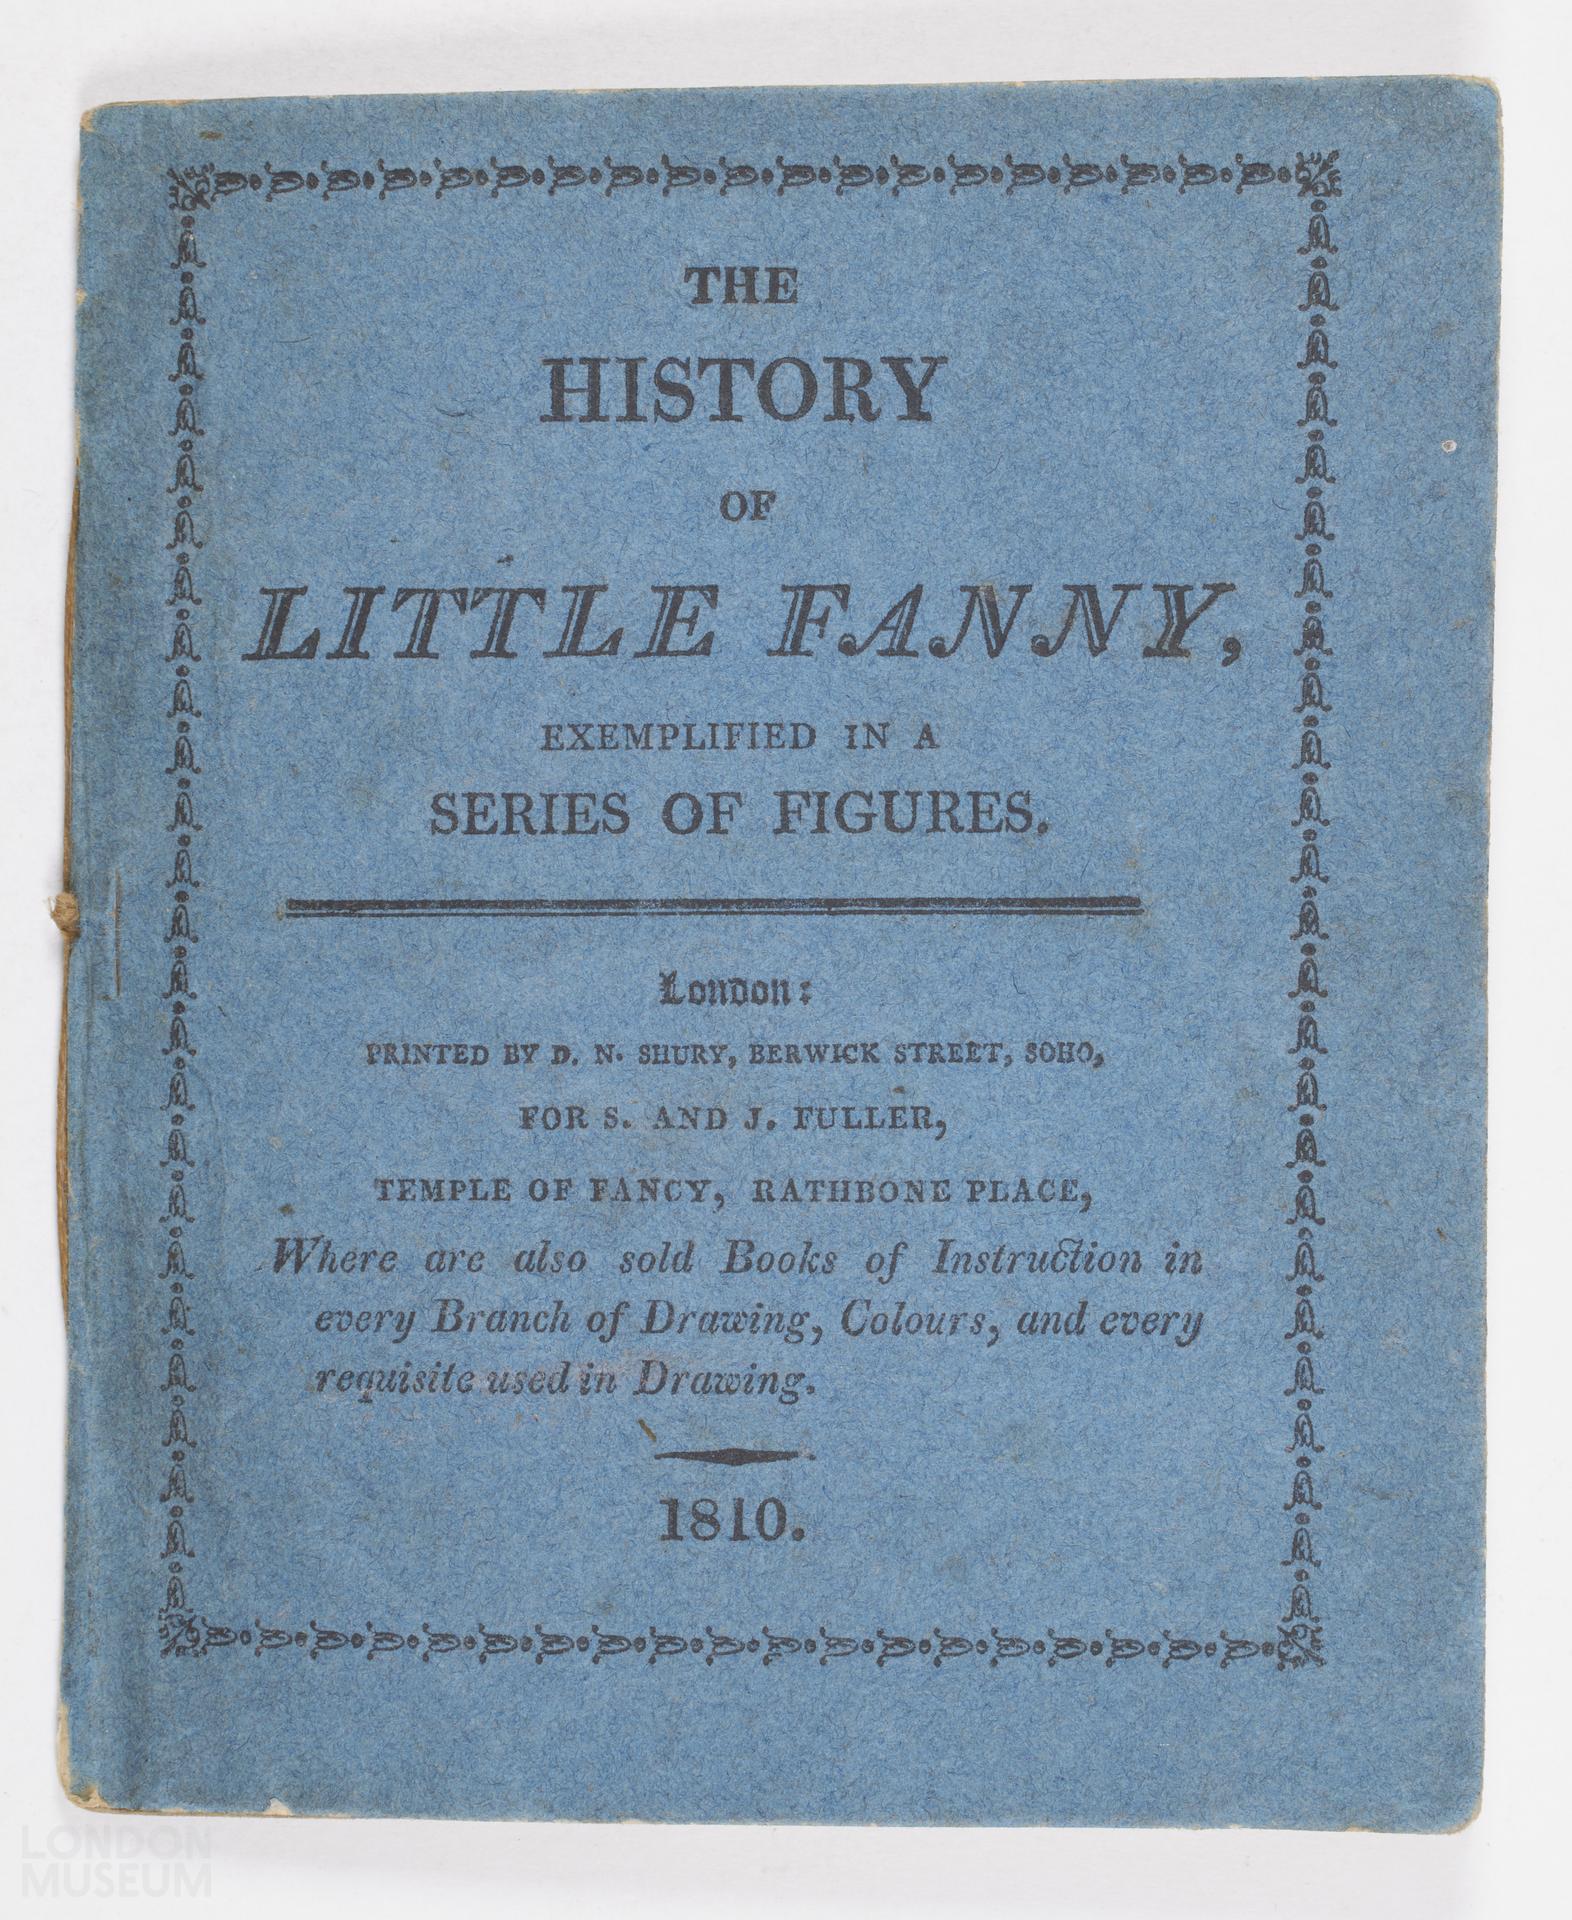 THE
HISTORY
OF
LITTLE FANNY,
EXEMPLIFIED IN A
SERIES OF FIGURES.
London:
PRINTED BY D. N. SHURY, BERWICK STREET, SOHO,
FOR S. AND J. FULLER,
TEMPLE OF FANCY, RATHBONE PLACE,
Where are also sold Books of Instruction in
every Branch of Drawing, Colours, and every
requisite used in Drawing.
1810.
LONDON
MUSEUM